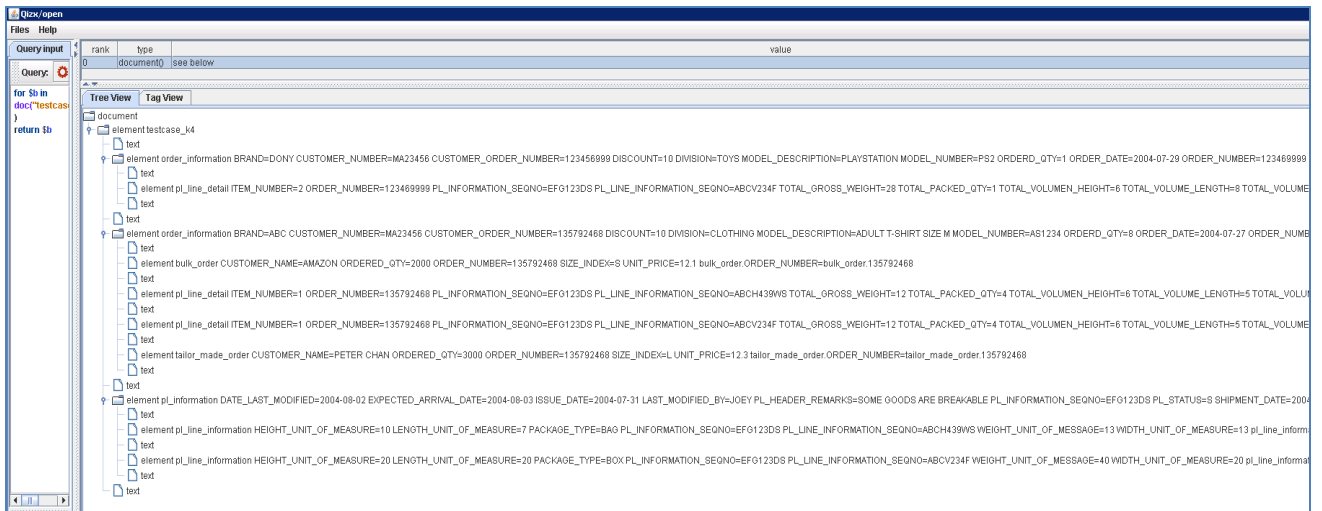 Qizx/open
Files Help
Query input
Query:
for $b in
doc("testcas
)
return $b
rank type value
0 document() see below
Tree View Tag View
document
element testcase_k4
text
element order_information BRAND=DONY CUSTOMER_NUMBER=MA23456 CUSTOMER_ORDER_NUMBER=123456999 DISCOUNT=10 DIVISION=TOYS MODEL_DESCRIPTION=PLAYSTATION MODEL_NUMBER=PS2 ORDERD_QTY=1 ORDER_DATE=2004-07-29 ORDER_NUMBER=123469999
text
element pl_line_detail ITEM_NUMBER=2 ORDER_NUMBER=123469999 PL_INFORMATION_SEQNO=EFG123DS PL_LINE_INFORMATION_SEQNO=ABCV234F TOTAL_GROSS_WEIGHT=28 TOTAL_PACKED_QTY=1 TOTAL_VOLUMEN_HEIGHT=6 TOTAL_VOLUME_LENGTH=8 TOTAL_VOLUME
text
text
element order_information BRAND=ABC CUSTOMER_NUMBER=MA23456 CUSTOMER_ORDER_NUMBER=135792468 DISCOUNT=10 DIVISION=CLOTHING MODEL_DESCRIPTION=ADULT T-SHIRT SIZE M MODEL_NUMBER=AS1234 ORDERD_QTY=8 ORDER_DATE=2004-07-27 ORDER_NUMB
text
element bulk_order CUSTOMER_NAME=AMAZON ORDERED_QTY=2000 ORDER_NUMBER=135792468 SIZE_INDEX=S UNIT_PRICE=12.1 bulk_order.ORDER_NUMBER=bulk_order.135792468
text
element pl_line_detail ITEM_NUMBER=1 ORDER_NUMBER=135792468 PL_INFORMATION_SEQNO=EFG123DS PL_LINE_INFORMATION_SEQNO=ABCH439WS TOTAL_GROSS_WEIGHT=12 TOTAL_PACKED_QTY=4 TOTAL_VOLUMEN_HEIGHT=6 TOTAL_VOLUME_LENGTH=5 TOTAL_VOLU
text
element pl_line_detail ITEM_NUMBER=1 ORDER_NUMBER=135792468 PL_INFORMATION_SEQNO=EFG123DS PL_LINE_INFORMATION_SEQNO=ABCV234F TOTAL_GROSS_WEIGHT=12 TOTAL_PACKED_QTY=4 TOTAL_VOLUMEN_HEIGHT=6 TOTAL_VOLUME_LENGTH=5 TOTAL_VOLUME
text
element tailor_made_order CUSTOMER_NAME=PETER CHAN ORDERED_QTY=3000 ORDER_NUMBER=135792468 SIZE_INDEX=L UNIT_PRICE=12.3 tailor_made_order.ORDER_NUMBER=tailor_made_order.135792468
text
text
element pl_information DATE_LAST_MODIFIED=2004-08-02 EXPECTED_ARRIVAL_DATE=2004-08-03 ISSUE_DATE=2004-07-31 LAST_MODIFIED_BY=JOEY PL_HEADER_REMARKS=SOME GOODS ARE BREAKABLE PL_INFORMATION_SEQNO=EFG123DS PL_STATUS=S SHIPMENT_DATE=2004
text
element pl_line_information HEIGHT_UNIT_OF_MEASURE=10 LENGTH_UNIT_OF_MEASURE=7 PACKAGE_TYPE=BAG PL_INFORMATION_SEQNO=EFG123DS PL_LINE_INFORMATION_SEQNO=ABCH439WS WEIGHT_UNIT_OF_MESSAGE=13 WIDTH_UNIT_OF_MEASURE=13 pl_line_inform
text
element pl_line_information HEIGHT_UNIT_OF_MEASURE=20 LENGTH_UNIT_OF_MEASURE=20 PACKAGE_TYPE=BOX PL_INFORMATION_SEQNO=EFG123DS PL_LINE_INFORMATION_SEQNO=ABCV234F WEIGHT_UNIT_OF_MESSAGE=40 WIDTH_UNIT_OF_MEASURE=20 pl_line_informat
text
text